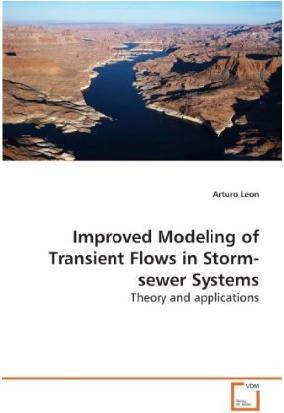 Arturo Leon
Improved Modeling of
Transient Flows in Storm-
sewer Systems
Theory and applications
VDM